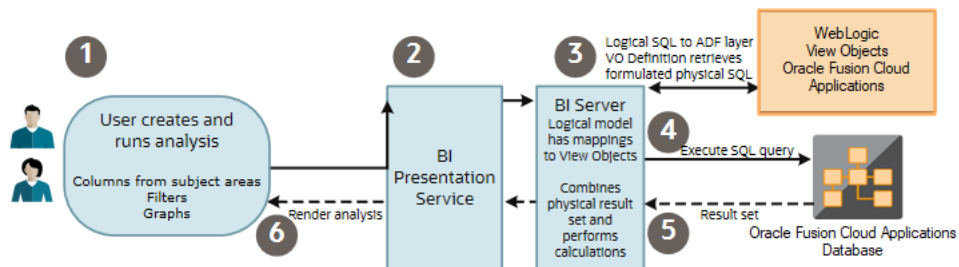 1
User creates and
runs analysis
Columns from subject areas
Filters
Graphs
2
BI
Presentation
Service
3
Logical SQL to ADF layer
VO Definition retrieves
formulated physical SQL
WebLogic
View Objects
Oracle Fusion Cloud
Applications
BI Server
Logical model
has mappings
to View Objects
Combines
physical result
set and
performs
calculations
4
Execute SQL query
5
Result set
Oracle Fusion Cloud Applications
Database
6
Render analysis